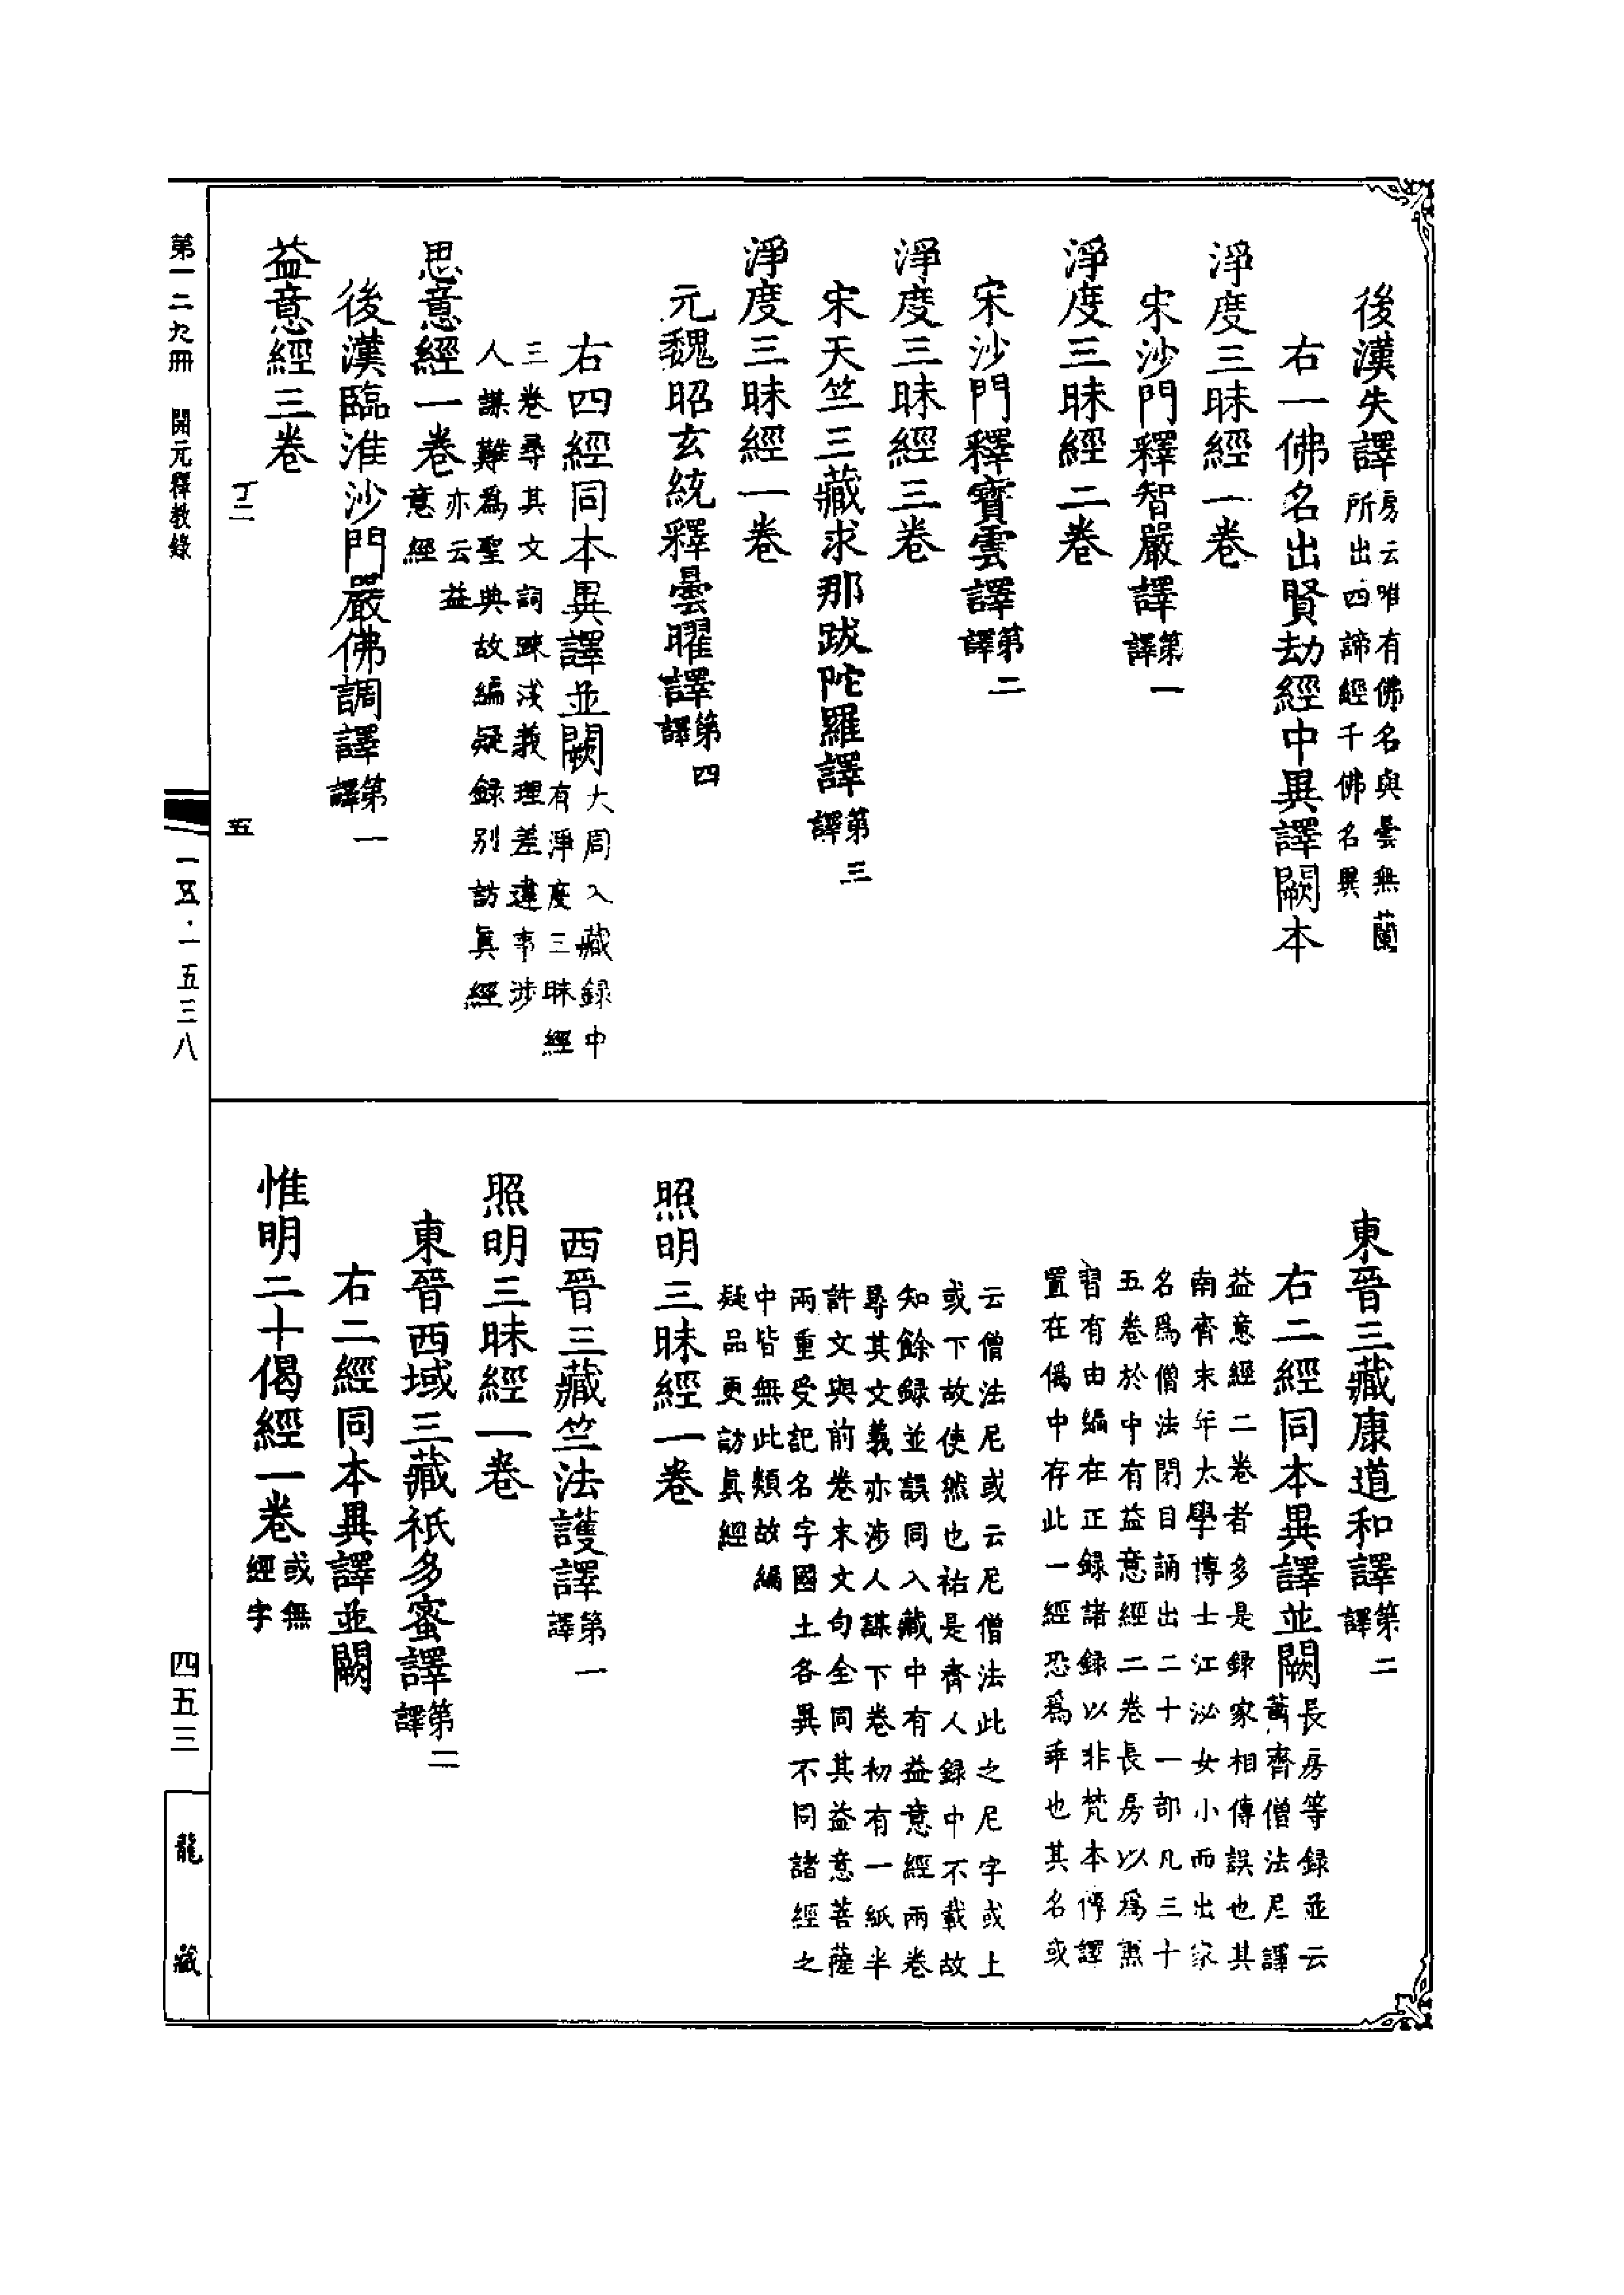 後漢失譯房云唯有佛名與曇無蘭所出四諦經千佛名異
右一佛名出賢劫經中異譯闕本
淨度三昧經一卷
宋沙門釋智嚴譯第一譯
淨度三昧經二卷
宋沙門釋寶雲譯第二譯
淨度三昧經三卷
宋天竺三藏求那跋陀羅譯第三譯
淨度三昧經一卷
元魏昭玄統釋曇曜譯第四譯
右四經同本異譯並闕大周入藏録中有淨度三昧經
三卷尋其文詞踈淺義理差違事涉
人謀難爲聖典故編疑録别訪眞經
思意經一卷亦云益意經
後漢臨淮沙門嚴佛調譯第一譯
益意經三卷
東晉三藏康道和譯第二譯
右二經同本異譯並闕長房等録並云蕭齊僧法尼譯
益意經二卷者多是録家相傳誤也其
南齊末年太學博士江泌女小而出家
名爲僧法閉目誦出二十一部凡三十
五卷於中有益意經二卷長房以爲熏
習有由編在正録諸録以非梵本傳譯
置在僞中存此一經恐爲乖也其名或
云僧法尼或云尼僧法此之尼字或上
或下故使然也祐是齊人録中不載故
知餘録並誤同入藏中有益意經兩卷
尋其文義亦涉人謀下卷初有一紙半
許文與前卷末文句全同其益意菩薩
兩重受記名字國土各異不同諸經之
中皆無此類故編
疑品更訪眞經
照明三昧經一卷
西晉三藏竺法護譯第一譯
照明三昧經一卷
東晉西域三藏祇多蜜譯第二譯
右二經同本異譯並闕
惟明二十偈經一卷或無經字
第一二九冊　開元釋教錄
丁二
五
一五五．一五三八
四五三
龍藏